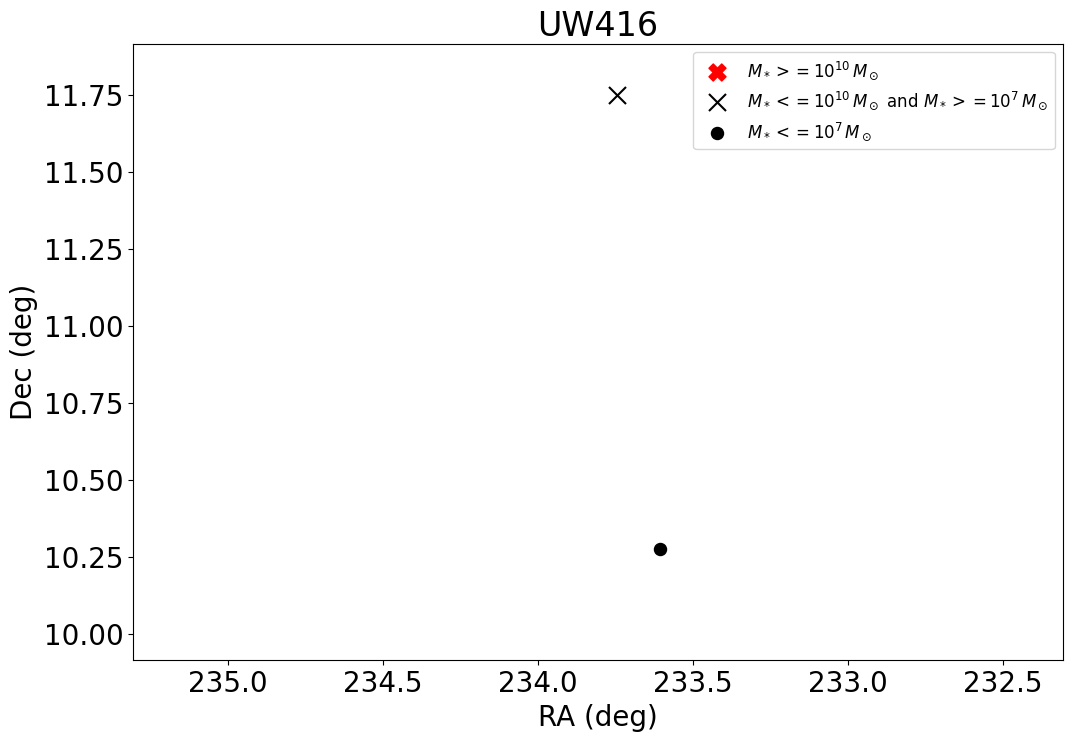 UW416
M* >= 10^10 M⊙
M* <= 10^10 M⊙ and M* >= 10^7 M⊙
M* <= 10^7 M⊙
11.75
11.50
11.25
11.00
10.75
10.50
10.25
10.00
Dec (deg)
235.0 234.5 234.0 233.5 233.0 232.5
RA (deg)